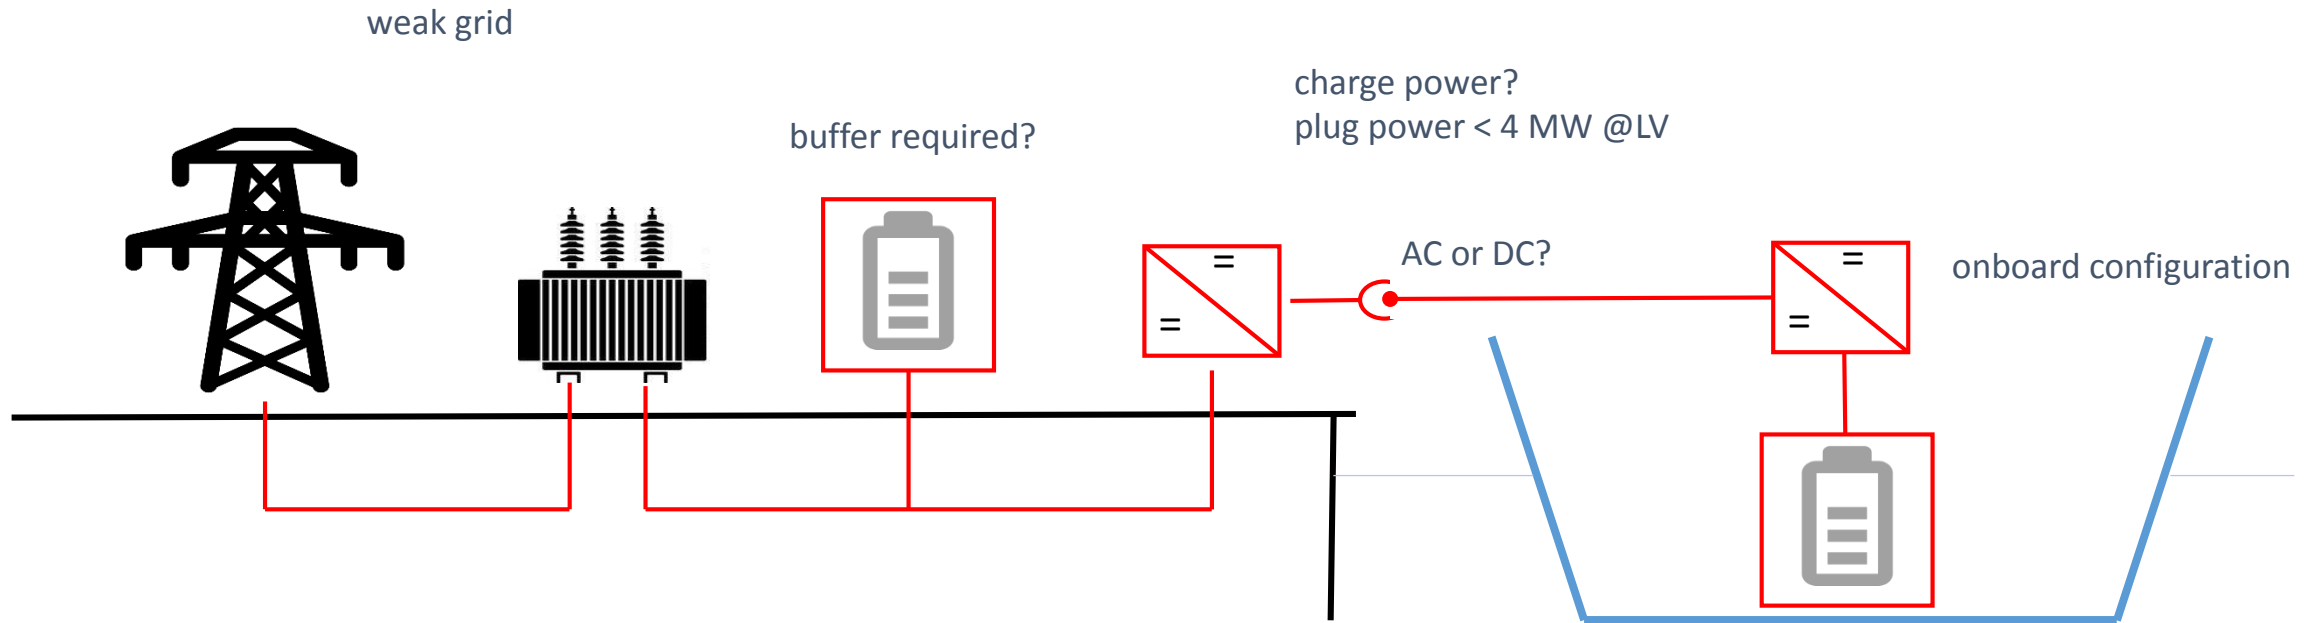 weak grid
charge power?
plug power < 4 MW @LV
buffer required?
AC or DC?
onboard configuration
=
=
=
=